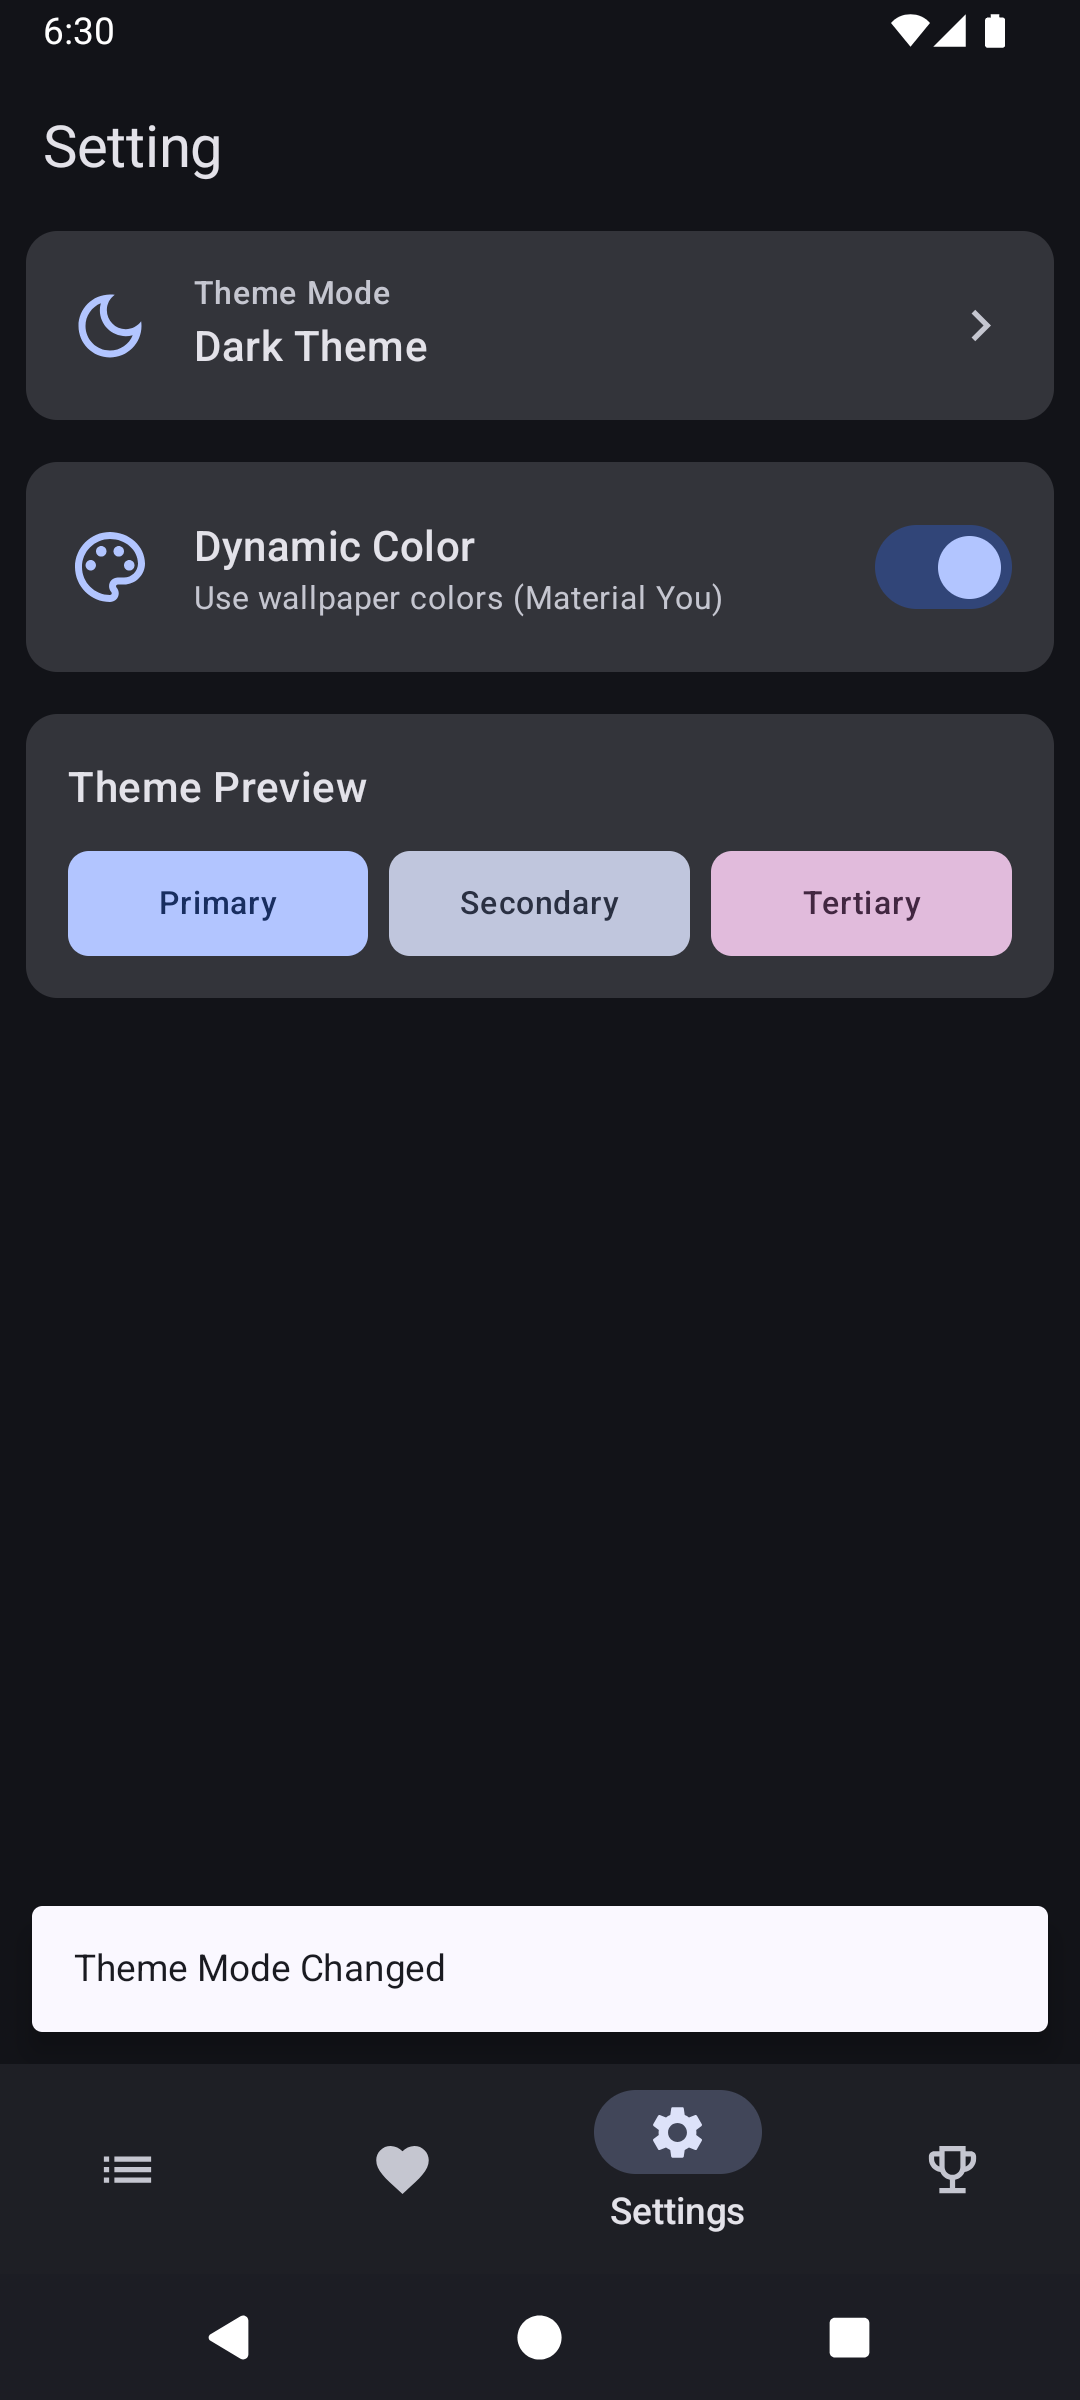 6:30
Setting
Theme Mode
Dark Theme
Dynamic Color
Use wallpaper colors (Material You)
Theme Preview
Primary
Secondary
Tertiary
Theme Mode Changed
Settings